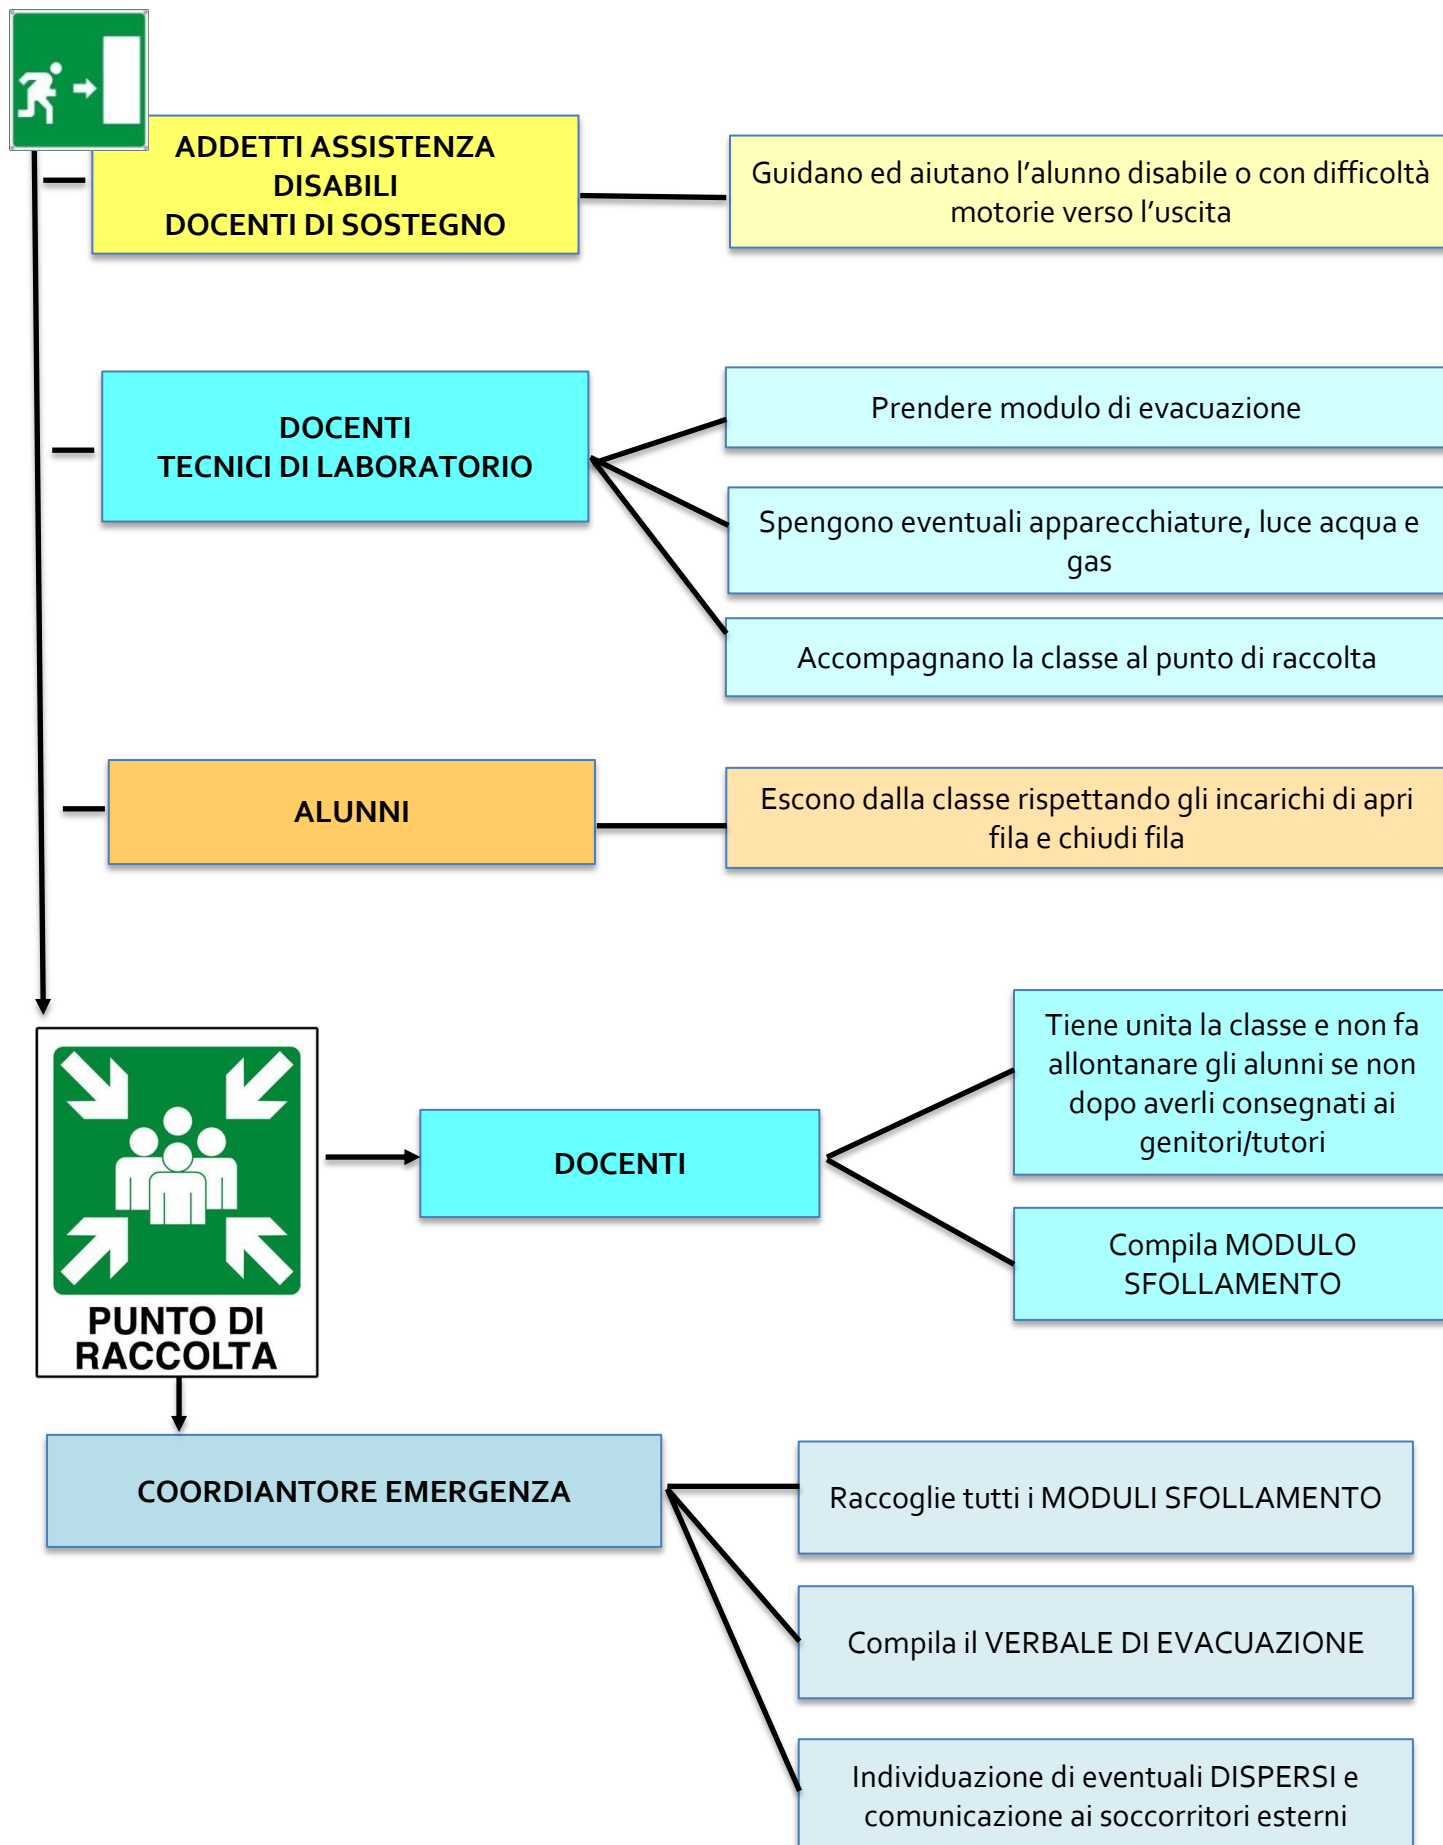 ADDETTI ASSISTENZA
DISABILI
DOCENTI DI SOSTEGNO
Guidano ed aiutano l’alunno disabile o con difficoltà
motorie verso l’uscita
DOCENTI
TECNICI DI LABORATORIO
Prendere modulo di evacuazione
Spengono eventuali apparecchiature, luce acqua e
gas
Accompagnano la classe al punto di raccolta
ALUNNI
Escono dalla classe rispettando gli incarichi di apri
fila e chiudi fila
PUNTO DI
RACCOLTA
DOCENTI
Tiene unita la classe e non fa
allontanare gli alunni se non
dopo averli consegnati ai
genitori/tutori
Compila MODULO
SFOLLAMENTO
COORDIANTORE EMERGENZA
Raccoglie tutti i MODULI SFOLLAMENTO
Compila il VERBALE DI EVACUAZIONE
Individuazione di eventuali DISPERSI e
comunicazione ai soccorritori esterni